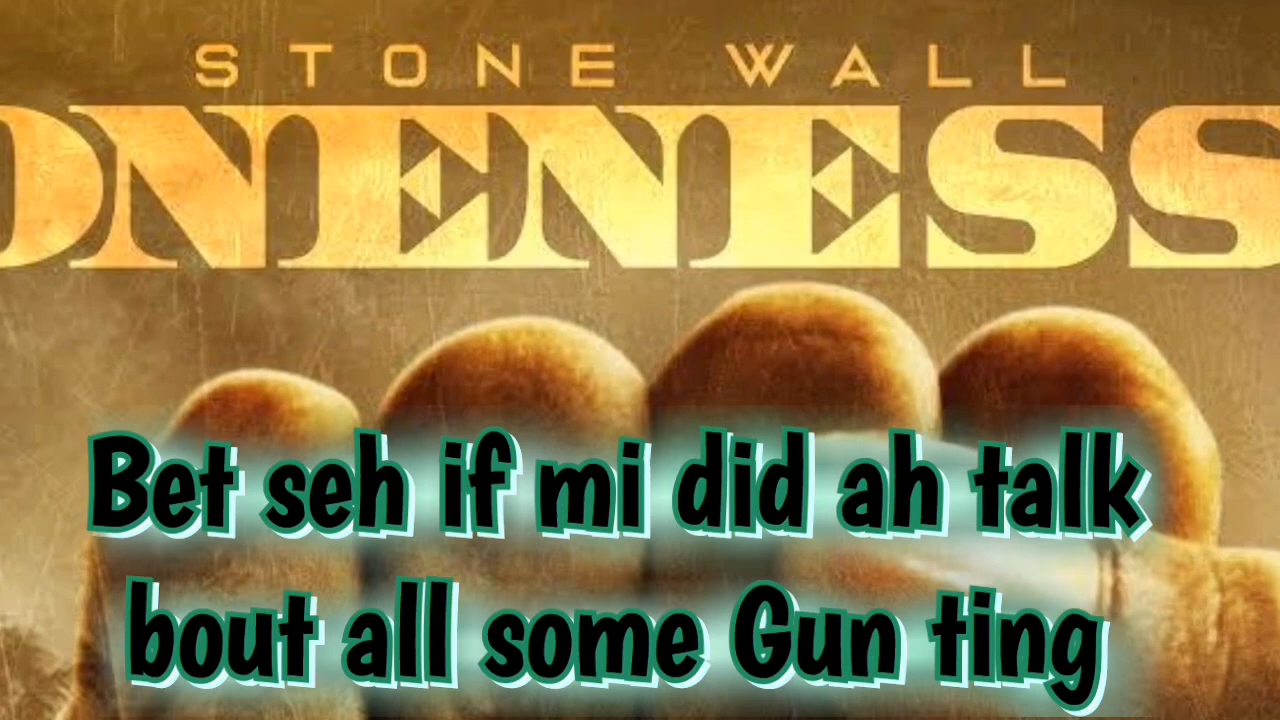 STONE WALL
ONENESS
Bet seh if mi did ah talk
bout all some Gun ting